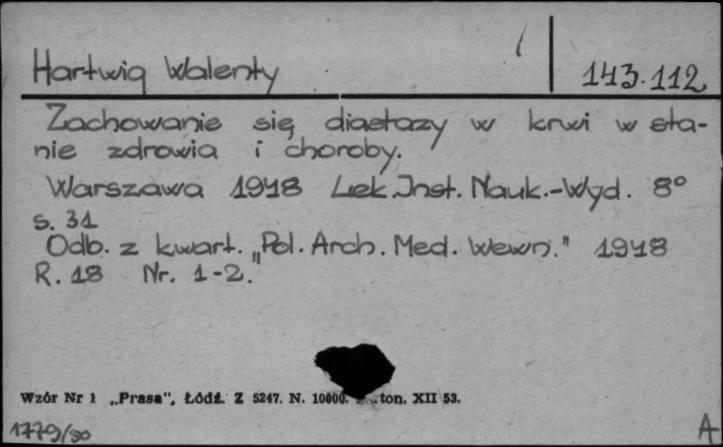 Hartwig Walenty 143.112
Zachowanie się diastazy w krwi w sta-
nie zdrowia i choroby.
Warszawa 1948 Lek.Inst. Nauk.-Wyd. 8°
s. 31
Odb. z kwart. „Pol. Arch. Med. Wewn." 1948
R. 18 Nr. 1-2.
Wzór Nr 1 „Prasa", Łódź. Z 5247. N. 10000. ton. XII 53.
1779/50 A